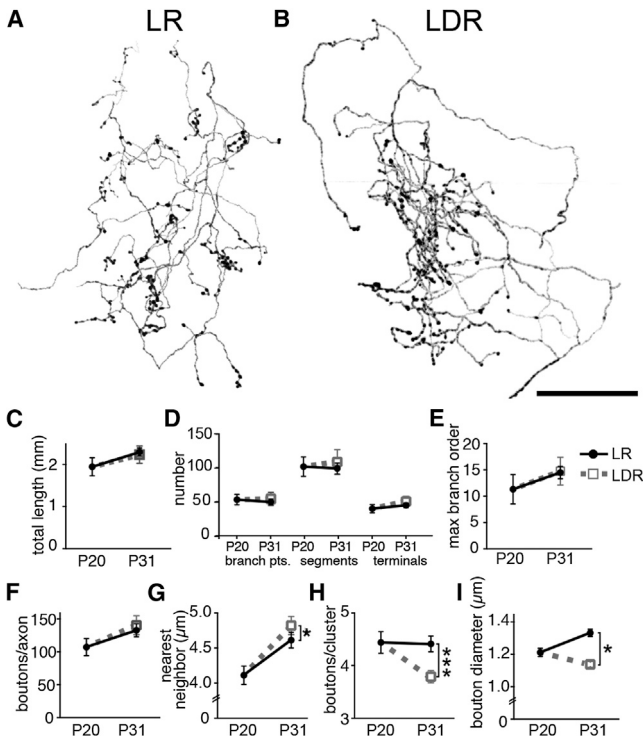 A LR
B LDR
C
total length (mm)
2
1
0
P20 P31
D
number
150
100
50
0
P20 P31 P20 P31 P20 P31
branch pts. segments terminals
E
max branch order
20
15
10
5
0
P20 P31
LR
LDR
F
boutons/axon
150
100
50
0
P20 P31
G
nearest
neighbor (μm)
5.0
4.5
4.0
0
P20 P31
*
H
boutons/cluster
5
4
3
P20 P31
***
I
bouton diameter (μm)
1.4
1.2
1.0
0
P20 P31
*